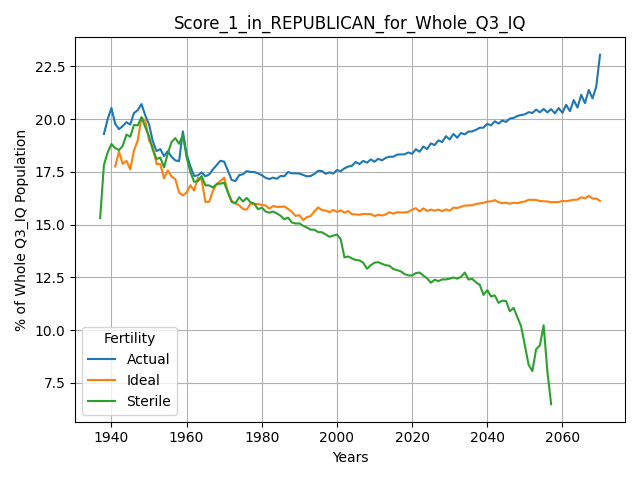 Score_1_in_REPUBLICAN_for_Whole_Q3_IQ
% of Whole Q3_IQ Population
22.5
20.0
17.5
15.0
12.5
10.0
7.5
Fertility
Actual
Ideal
Sterile
1940 1960 1980 2000 2020 2040 2060
Years